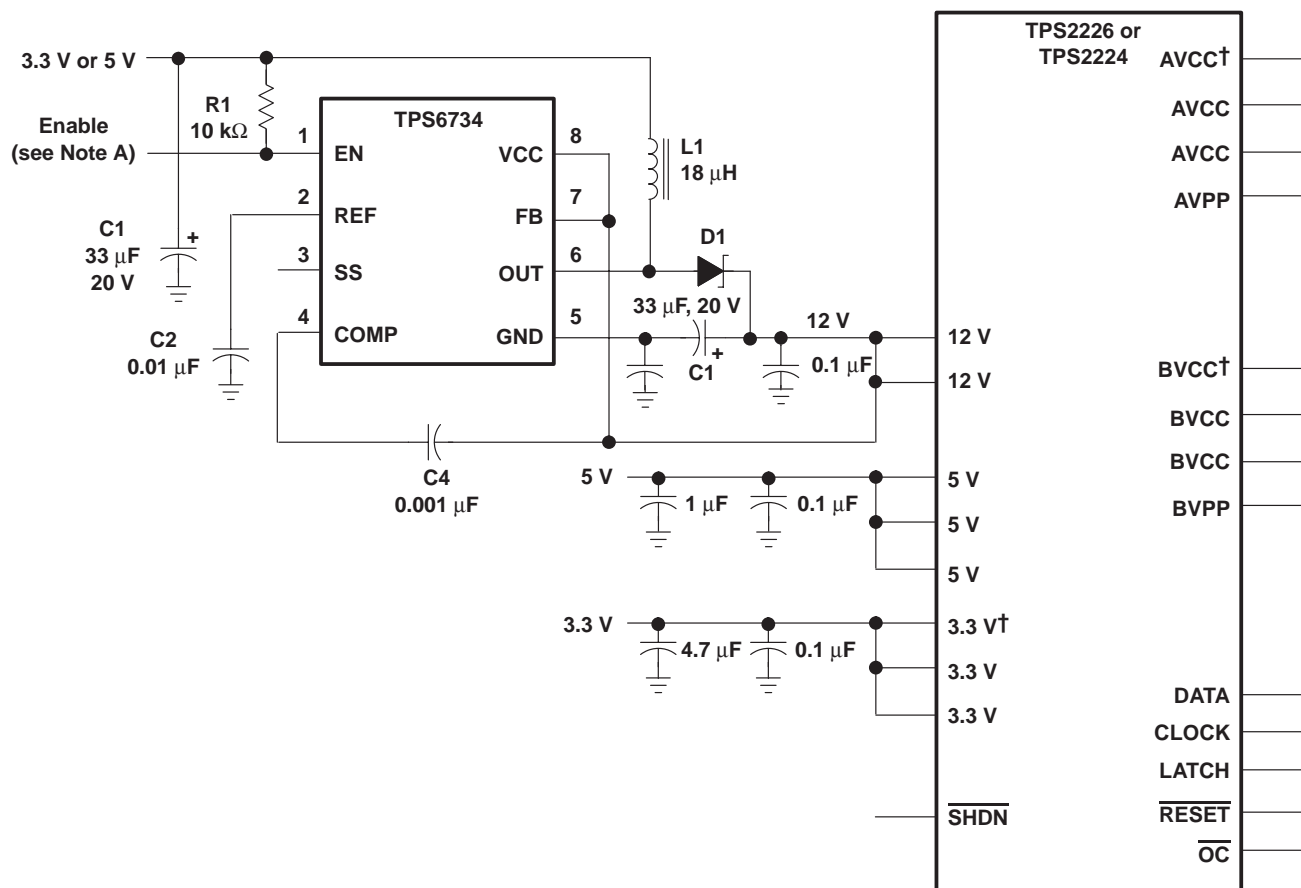 3.3 V or 5 V
Enable
(see Note A)
R1
10 kΩ
C1
33 µF
20 V
+
C2
0.01 µF
TPS6734
1
EN
2
REF
3
SS
4
COMP
8
VCC
7
FB
6
OUT
5
GND
L1
18 µH
D1
33 µF, 20 V
+
C1
12 V
0.1 µF
C4
0.001 µF
5 V
1 µF
0.1 µF
3.3 V
4.7 µF
0.1 µF
TPS2226 or
TPS2224
12 V
12 V
5 V
5 V
5 V
3.3 V†
3.3 V
3.3 V
SHDN
AVCC†
AVCC
AVCC
AVPP
BVCC†
BVCC
BVCC
BVPP
DATA
CLOCK
LATCH
RESET
OC